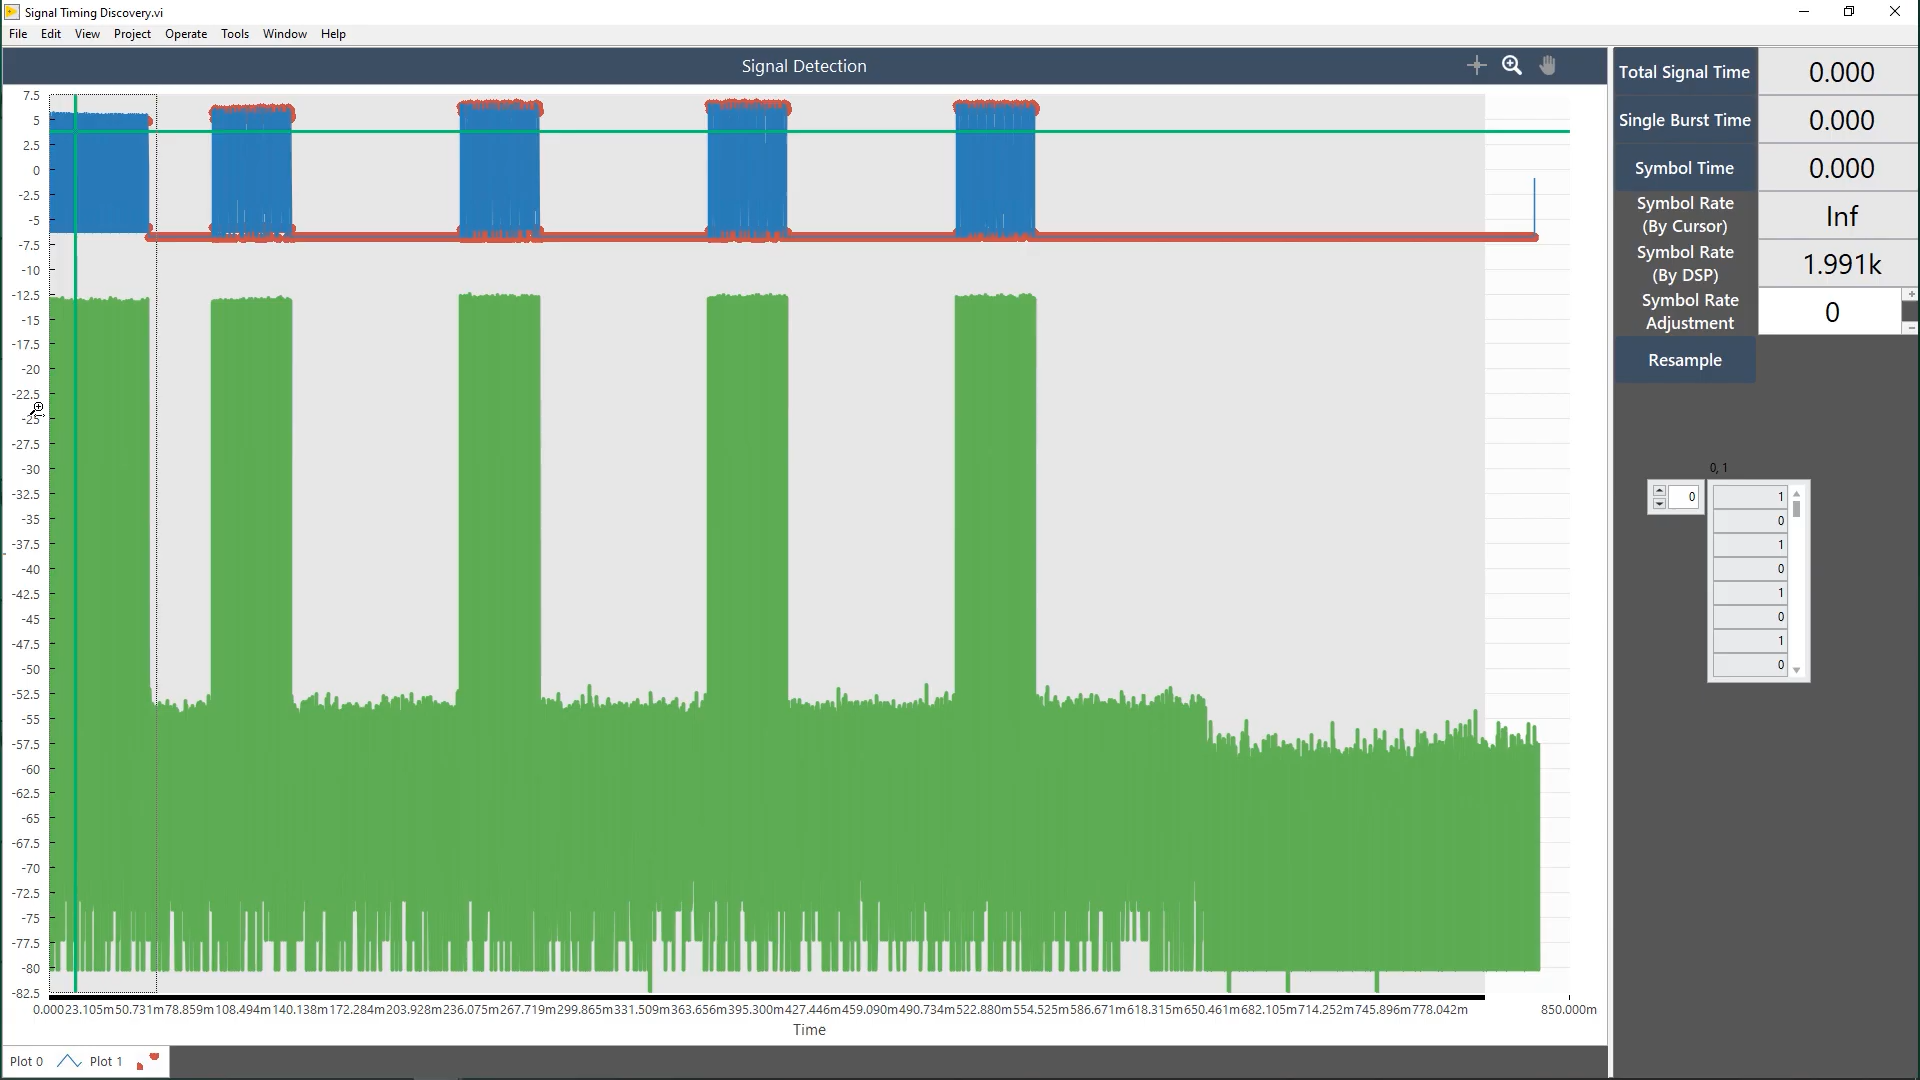 Signal Timing Discovery.vi
File Edit View Project Operate Tools Window Help
Signal Detection
7.5
5
2.5
0
-2.5
-5
-7.5
-10
-12.5
-15
-17.5
-20
-22.5
-25
-27.5
-30
-32.5
-35
-37.5
-40
-42.5
-45
-47.5
-50
-52.5
-55
-57.5
-60
-62.5
-65
-67.5
-70
-72.5
-75
-77.5
-80
-82.5
0.00023.105m50.731m78.859m108.494m140.138m172.284m203.928m236.075m267.719m299.865m331.509m363.656m395.300m427.446m459.090m490.734m522.880m554.525m586.671m618.315m650.461m682.105m714.252m745.896m778.042m 850.000m
Time
Plot 0 Plot 1
Total Signal Time 0.000
Single Burst Time 0.000
Symbol Time 0.000
Symbol Rate
(By Cursor) Inf
Symbol Rate
(By DSP) 1.991k
Symbol Rate
Adjustment 0
Resample
0, 1
0
1
0
1
0
1
0
1
0